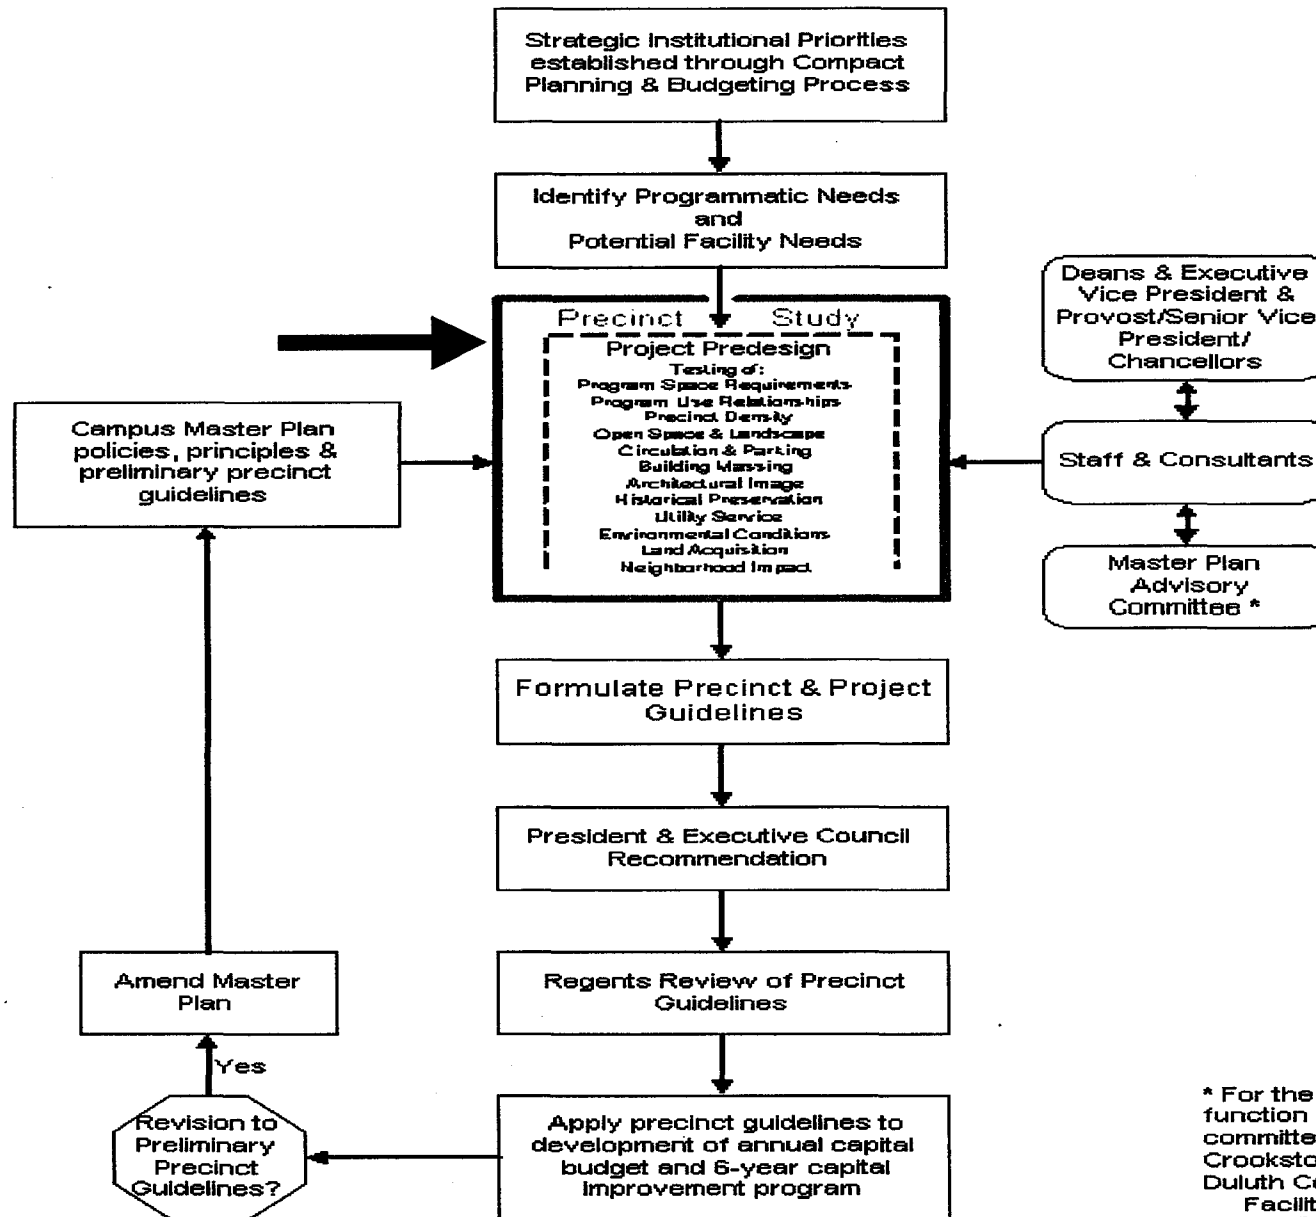 Strategic Institutional Priorities
established through Compact
Planning & Budgeting Process
Identify Programmatic Needs
and
Potential Facility Needs
Precinct Study
Project Predesign
Testing of:
Program Space Requirements
Program Use Relationships
Precinct Density
Open Space & Landscape
Circulation & Parking
Building Massing
Architectural Image
Historical Preservation
Utility Service
Environmental Conditions
Land Acquisition
Neighborhood Impact
Deans & Executive
Vice President &
Provost/Senior Vice
President/
Chancellors
Campus Master Plan
policies, principles &
preliminary precinct
guidelines
Staff & Consultants
Master Plan
Advisory
Committee *
Formulate Precinct & Project
Guidelines
President & Executive Council
Recommendation
Amend Master
Plan
Regents Review of Precinct
Guidelines
Yes
Revision to
Preliminary
Precinct
Guidelines?
Apply precinct guidelines to
development of annual capital
budget and 6-year capital
improvement program
* For the
function
committe
Crooksto
Duluth C
Facilit